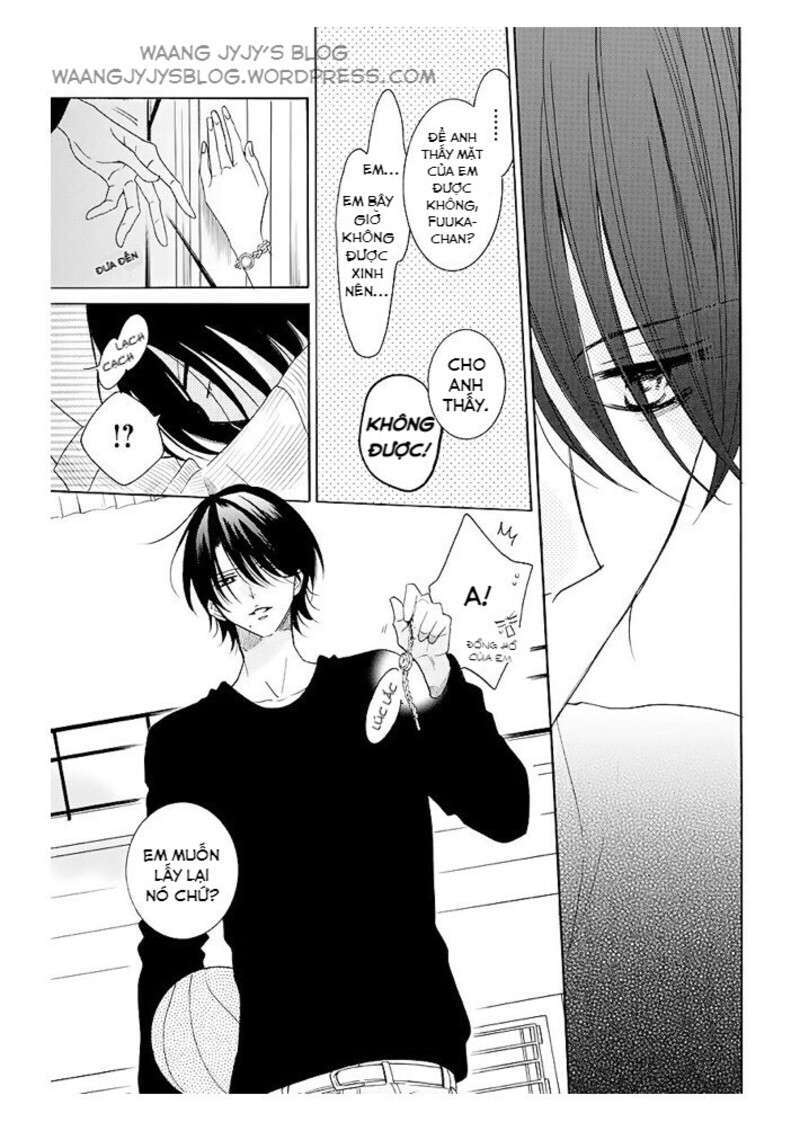 WAANG JYJY'S BLOG
WAANGJYJYSBLOG.WORDPRESS.COM
......
ĐỂ ANH
THẤY MẶT
CỦA EM
ĐƯỢC
KHÔNG,
FUUKA-
CHAN?
EM...
EM BÂY
GIỜ
KHÔNG
ĐƯỢC
XINH
NÊN...
CHO
ANH
THẤY.
KHÔNG
ĐƯỢC!
ĐƯA ĐẾN
LẠCH
CẠCH
!?
A!
ĐỒNG HỒ
CỦA EM
LÚC LẮC
EM MUỐN
LẤY LẠI
NÓ CHỨ?